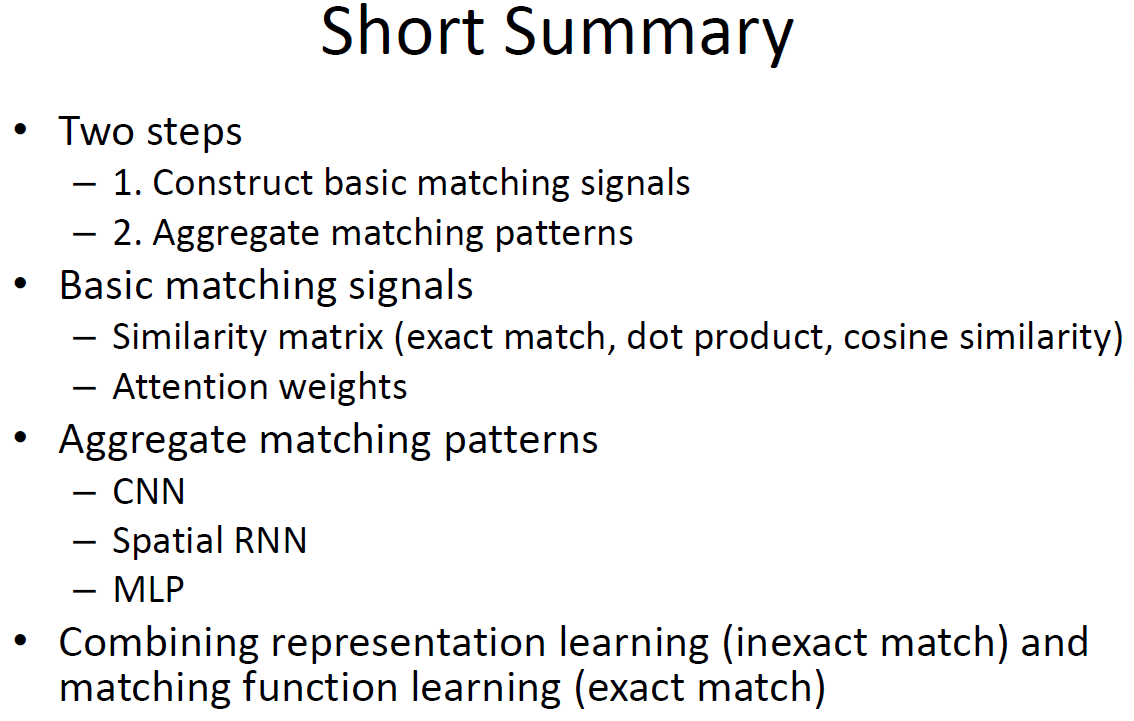 Short Summary
• Two steps
– 1. Construct basic matching signals
– 2. Aggregate matching patterns
• Basic matching signals
– Similarity matrix (exact match, dot product, cosine similarity)
– Attention weights
• Aggregate matching patterns
– CNN
– Spatial RNN
– MLP
• Combining representation learning (inexact match) and
matching function learning (exact match)